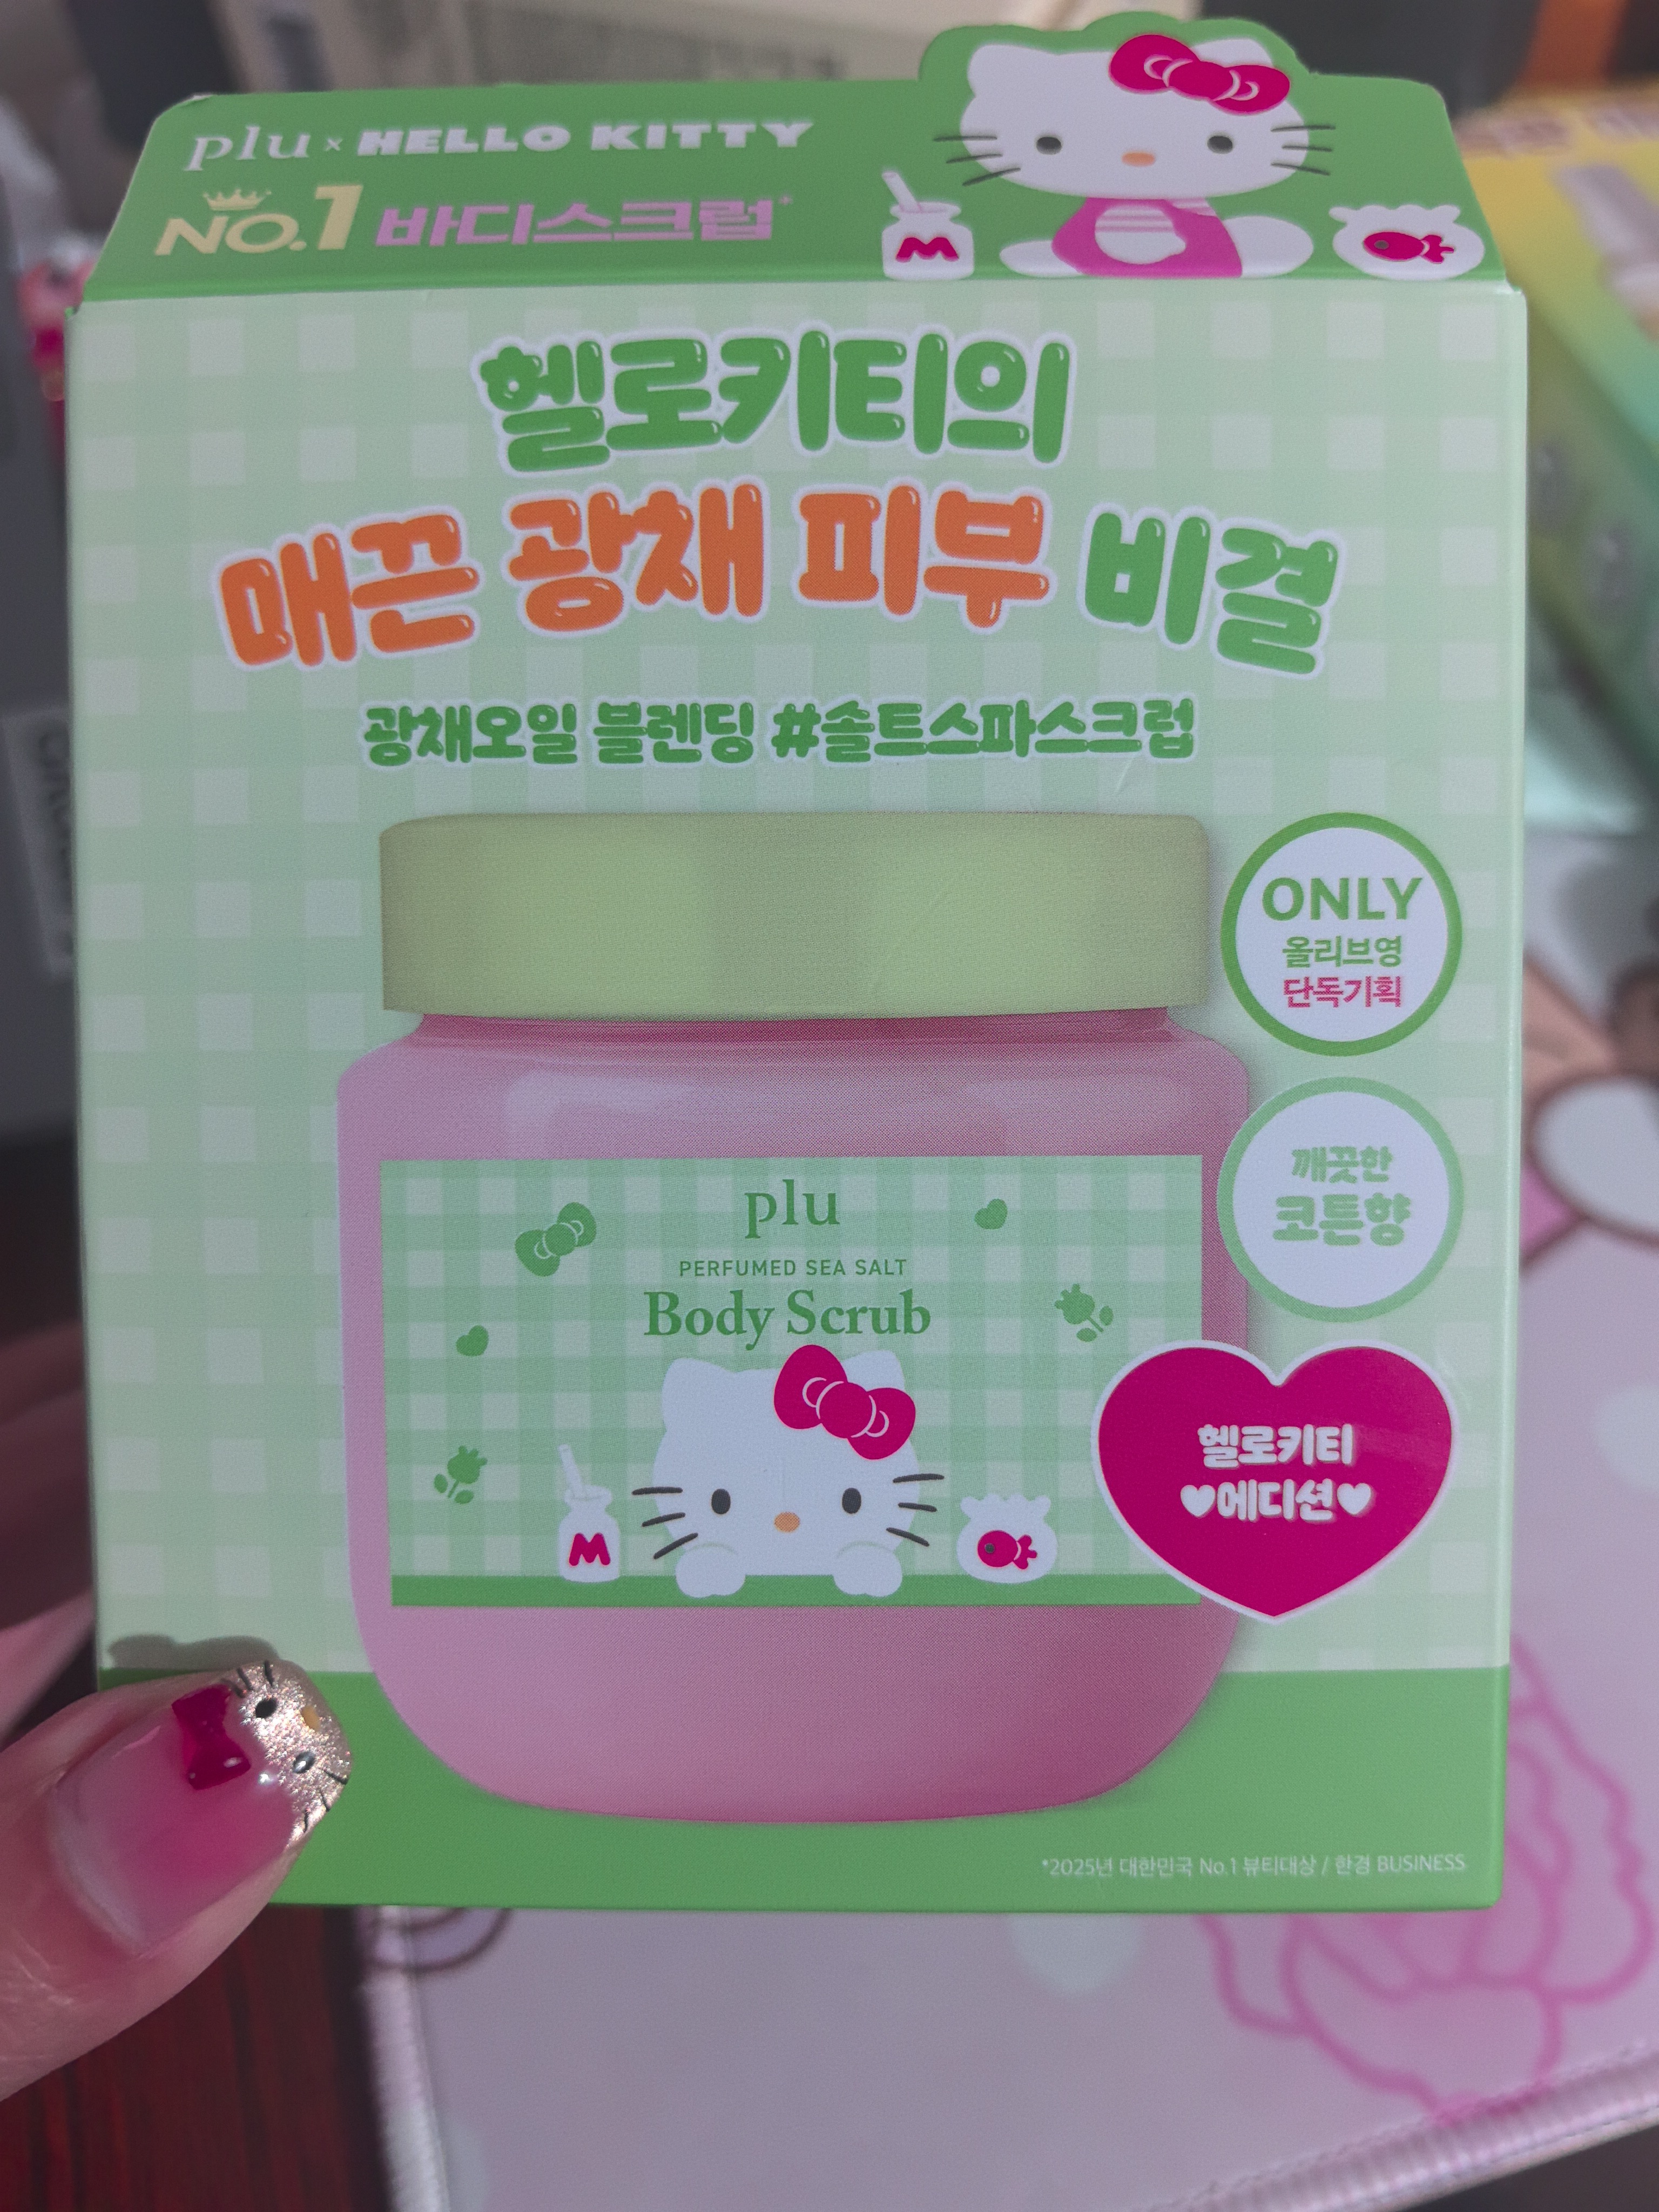 plu x HELLO KITTY
NO.1 바디스크럽*
M
헬로키티의
매끈 광채 피부 비결
광채오일 블렌딩 #솔트스파스크럽
ONLY
올리브영
단독기획
깨끗한
코튼향
plu
PERFUMED SEA SALT
Body Scrub
M
헬로키티
♥에디션♥
*2025년 대한민국 No.1 뷰티대상 / 한경 BUSINESS